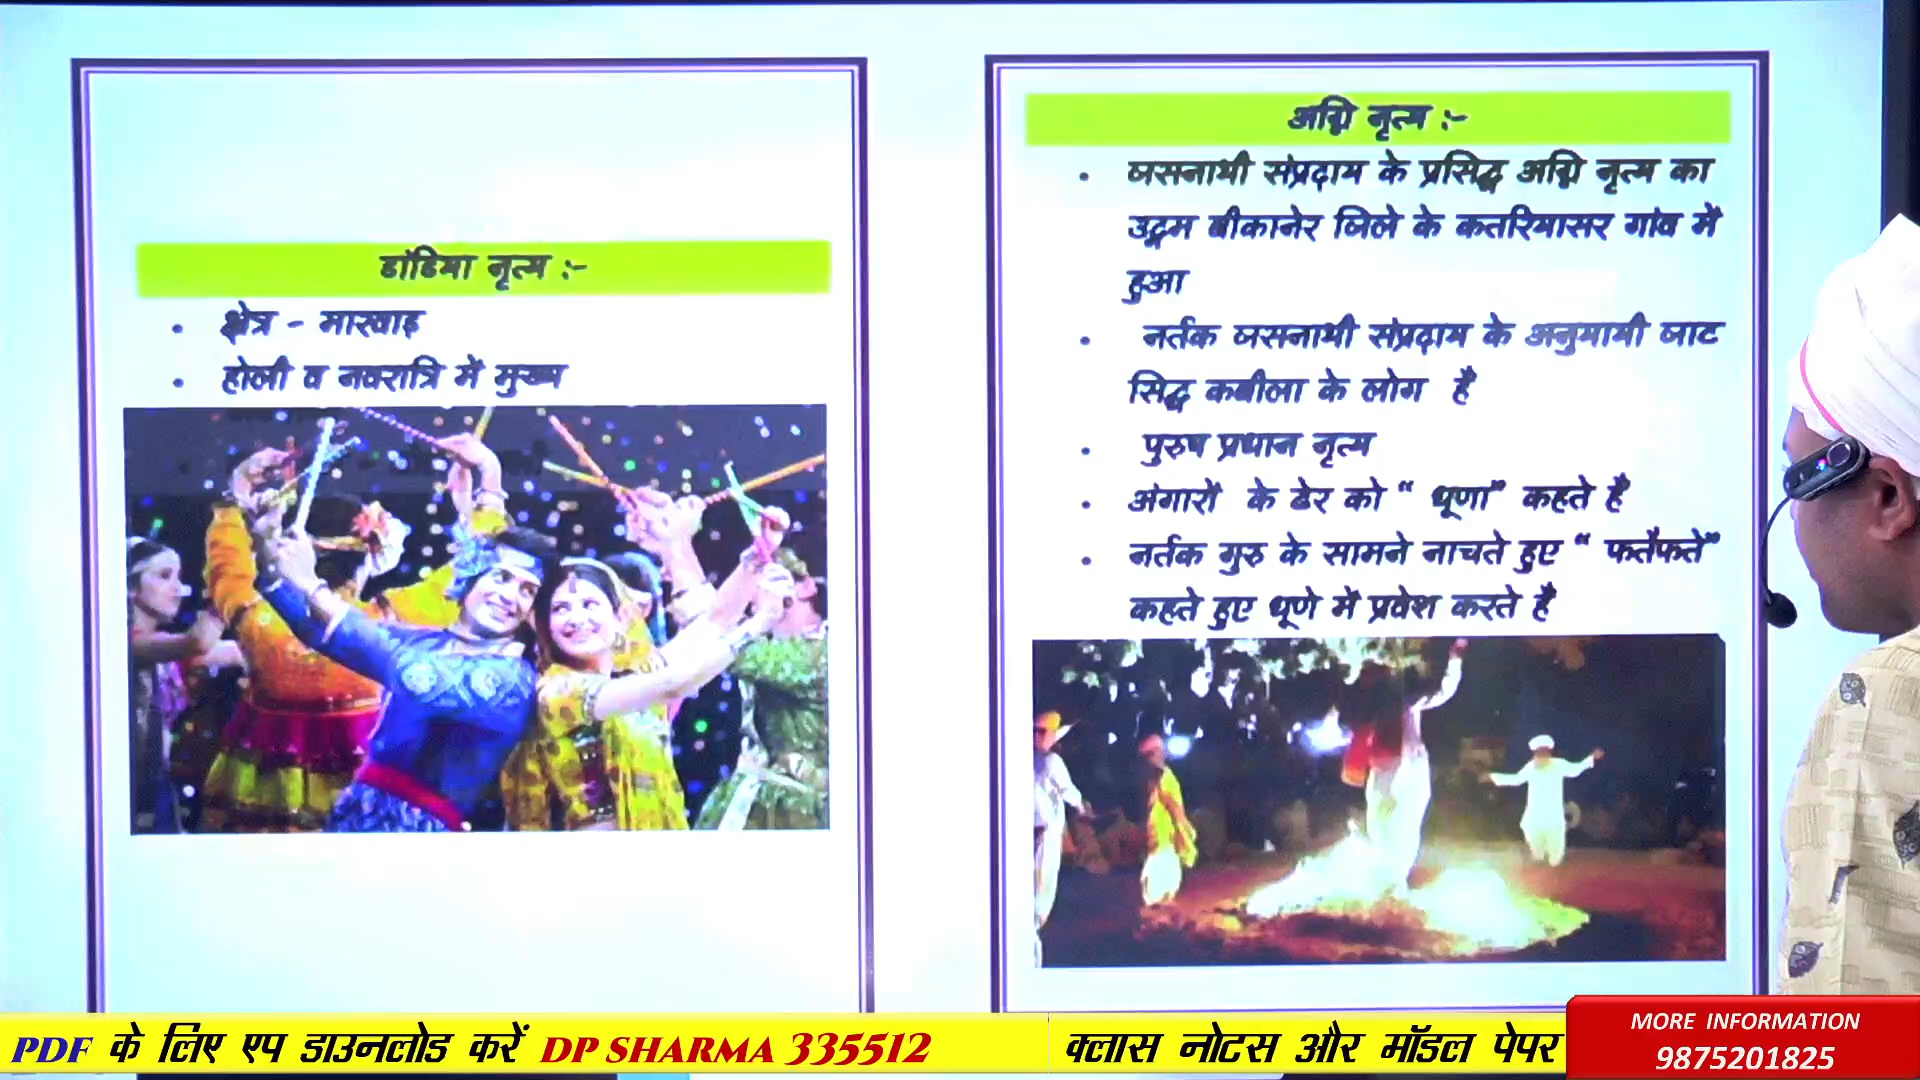 डांडिया नृत्य :-
• क्षेत्र - मारवाड़
• होली व नवरात्रि में मुख्य
अग्नि नृत्य :-
• जसनाथी संप्रदाय के प्रसिद्ध अग्नि नृत्य का
उद्गम बीकानेर जिले के कतरियासर गांव में
हुआ
• नर्तक जसनाथी संप्रदाय के अनुयायी जाट
सिद्ध कबीला के लोग हैं
• पुरुष प्रधान नृत्य
• अंगारों के ढेर को " धूणा" कहते हैं
• नर्तक गुरु के सामने नाचते हुए " फतैफतें"
कहते हुए धूणे में प्रवेश करते हैं
PDF के लिए एप डाउनलोड करें DP SHARMA 335512
क्लास नोटस और मॉडल पेपर
MORE INFORMATION
9875201825